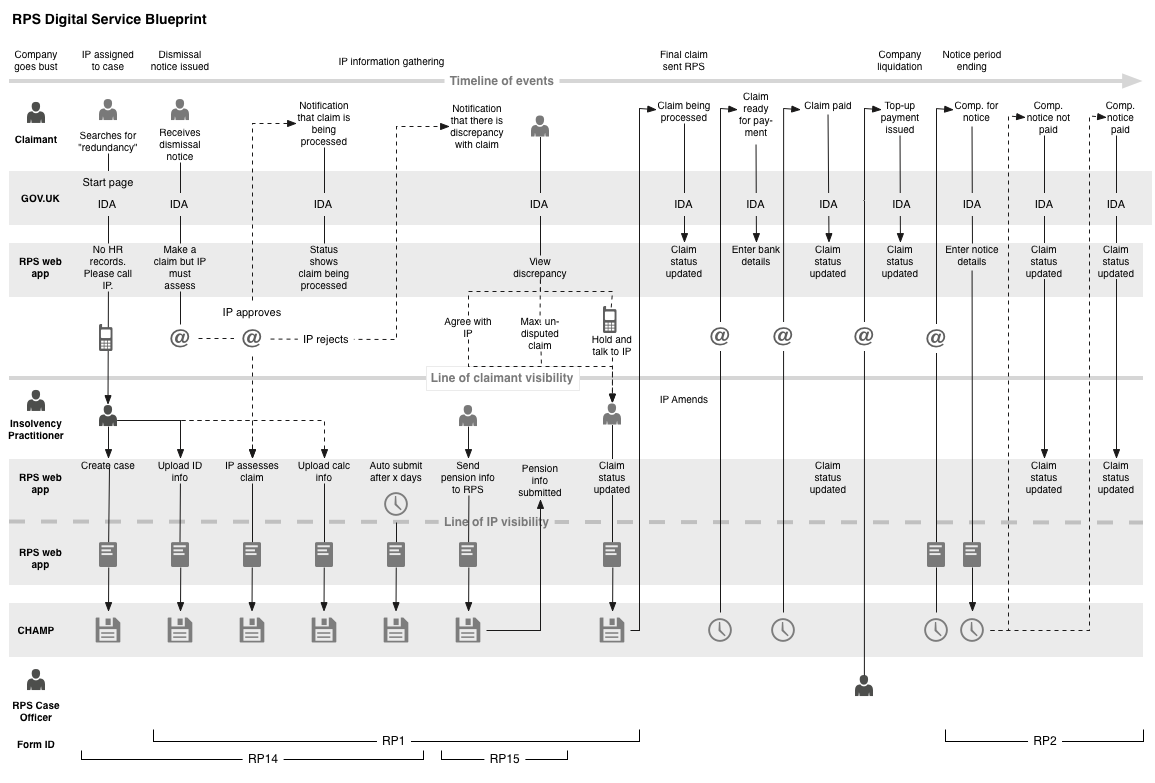 RPS Digital Service Blueprint
Company
goes bust
IP assigned
to case
Dismissal
notice issued
IP information gathering
Final claim
sent RPS
Company
liquidation
Notice period
ending
Timeline of events
Claimant
Searches for
"redundancy"
Receives
dismissal
notice
Notification
that claim is
being
processed
Notification
that there is
discrepancy
with claim
Claim being
processed
Claim
ready
for pay-
ment
Claim paid
Top-up
payment
issued
Comp. for
notice
Comp.
notice not
paid
Comp.
notice
paid
GOV.UK
Start page
IDA
IDA
IDA
IDA
IDA
IDA
IDA
IDA
IDA
IDA
IDA
RPS web
app
No HR
records.
Please call
IP.
Make a
claim but IP
must
assess
Status
shows
claim being
processed
View
discrepancy
Claim
status
updated
Enter bank
details
Claim
status
updated
Claim
status
updated
Enter notice
details
Claim
status
updated
Claim
status
updated
IP approves
@
@
IP rejects
Agree with
IP
Max. un-
disputed
claim
Hold and
talk to IP
@
@
@
@
Line of claimant visibility
Insolvency
Practitioner
IP Amends
RPS web
app
Create case
Upload ID
info
IP assesses
claim
Upload calc
info
Auto submit
after x days
Send
pension info
to RPS
Pension
info
submitted
Claim
status
updated
Claim
status
updated
Claim
status
updated
Claim
status
updated
Line of IP visibility
RPS web
app
CHAMP
RPS Case
Officer
Form ID
RP1
RP2
RP14
RP15